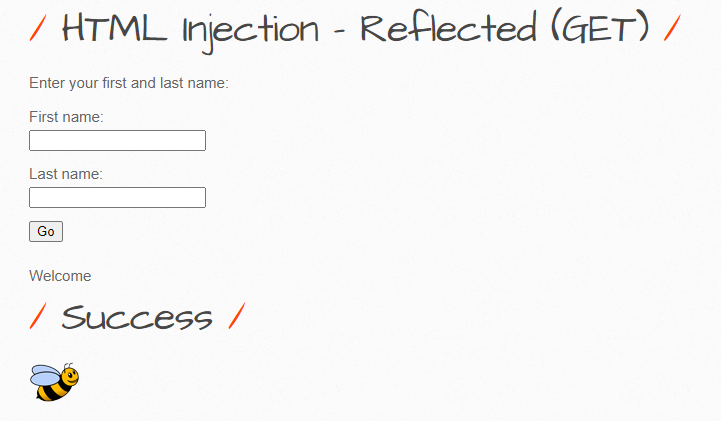 / HTML Injection - Reflected (GET) /
Enter your first and last name:
First name:
Last name:
Go
Welcome
/ Success /